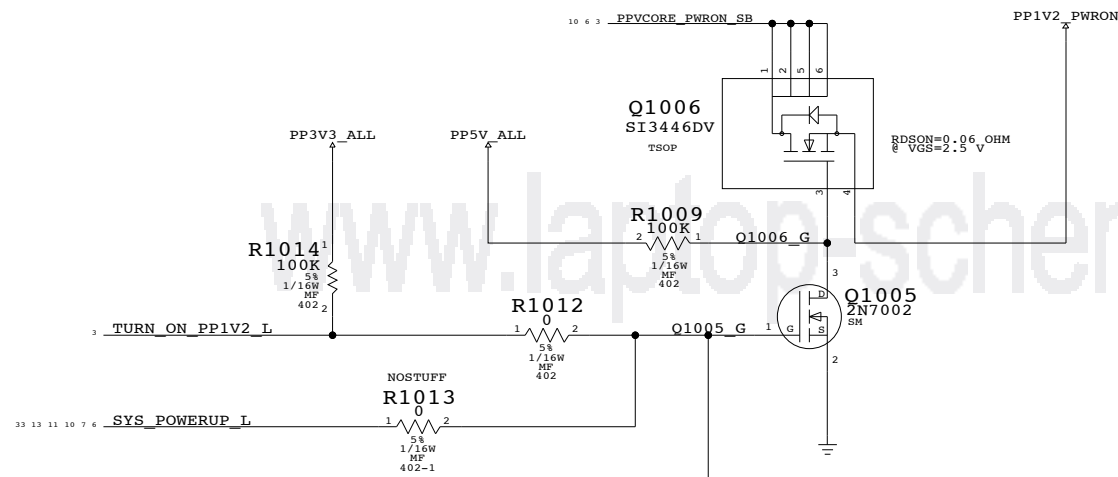 10 6 3 PPVCORE_PWRON_SB
PP1V2_PWRON
1 2 5 6
Q1006
SI3446DV
TSOP
RDSON=0.06 OHM
@ VGS=2.5 V
3 4
PP3V3_ALL
PP5V_ALL
www.laptop-schem
R1009
100K
2 1
5%
1/16W
MF
402
Q1006_G
R1014
1
100K
5%
1/16W
MF
402
2
3
D
Q1005
2N7002
SM
1 G S
2
R1012
0
1 2
5%
1/16W
MF
402
3 TURN_ON_PP1V2_L
Q1005_G
NOSTUFF
R1013
0
1 2
5%
1/16W
MF
402-1
33 13 11 10 7 6 SYS_POWERUP_L